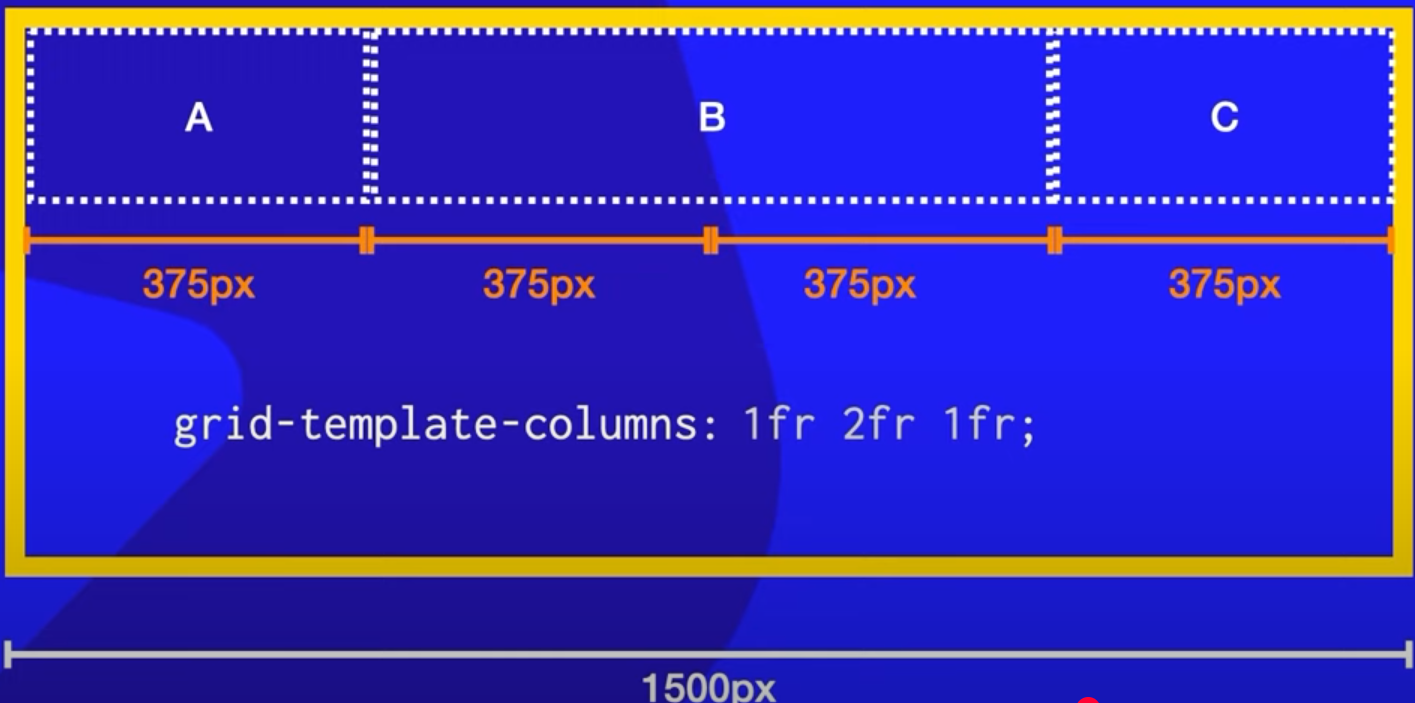 A B C
375px 375px 375px 375px
grid-template-columns: 1fr 2fr 1fr;
1500px